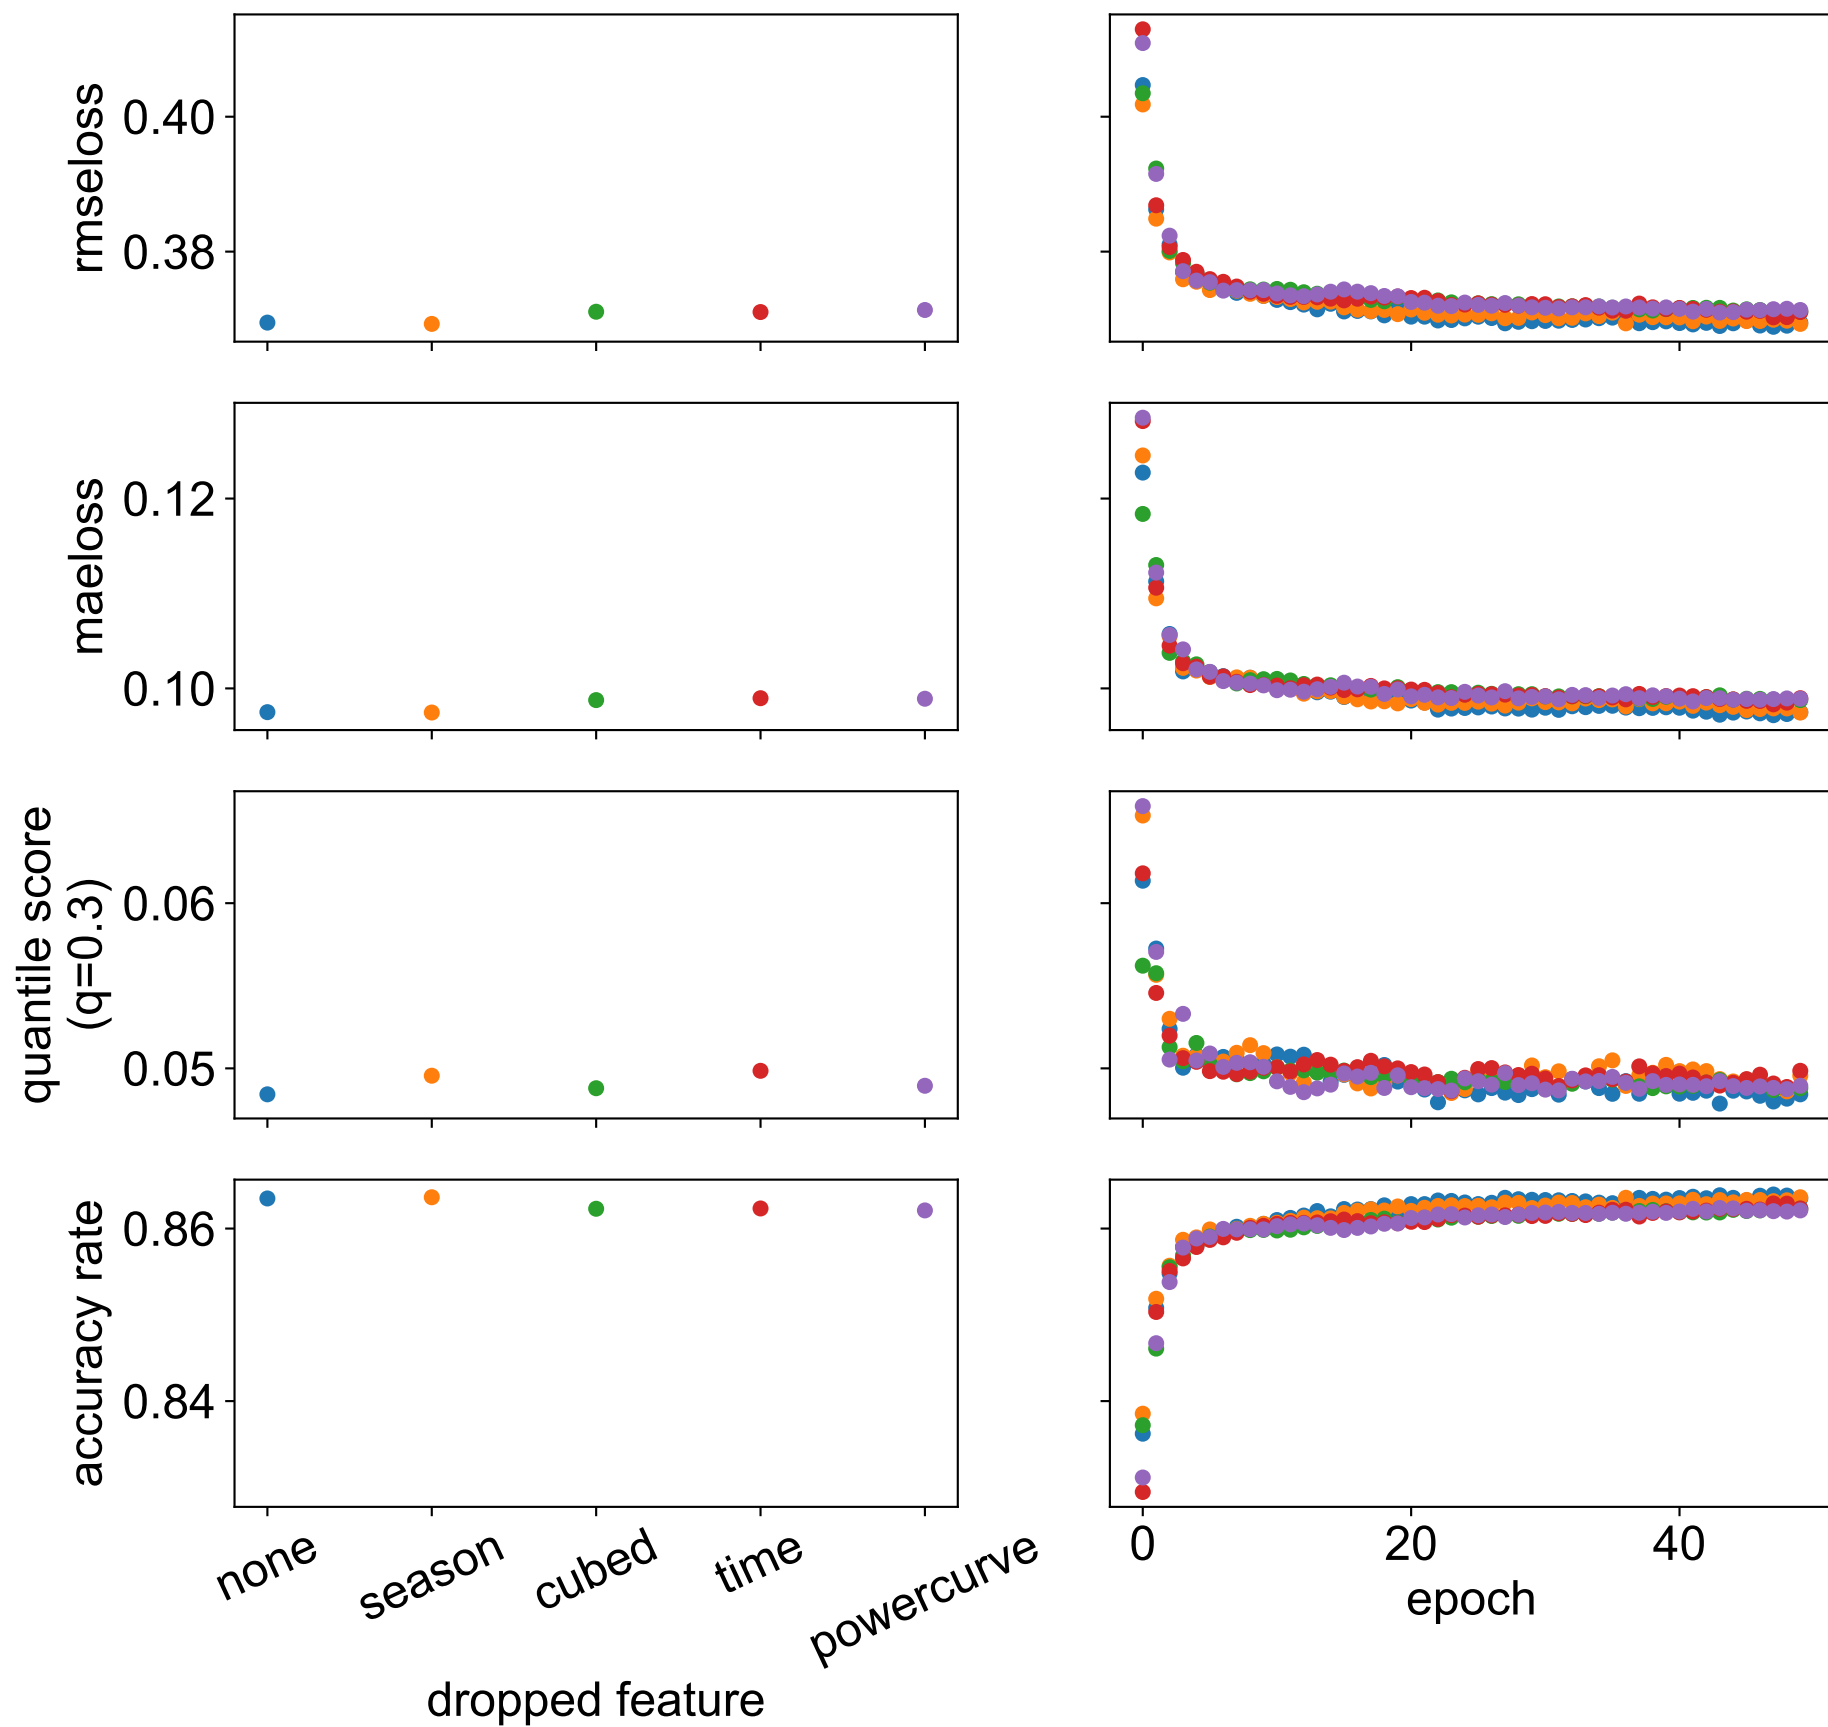 rmseloss
0.40
0.38
maeloss
0.12
0.10
quantile score
(q=0.3)
0.06
0.05
accuracy rate
0.86
0.84
none
season
cubed
time
powercurve
dropped feature
0
20
40
epoch